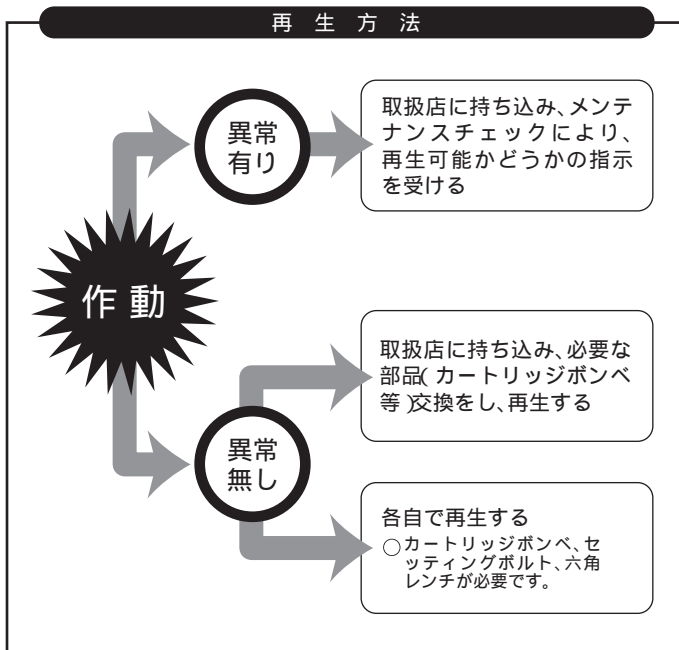 再生方法
異常
有り
取扱店に持ち込み、メンテ
ナンスチェックにより、
再生可能かどうかの指示
を受ける
作動
取扱店に持ち込み、必要な
部品(カートリッジボンベ
等)交換をし、再生する
異常
無し
各自で再生する
○カートリッジボンベ、セ
ッティングボルト、六角
レンチが必要です。